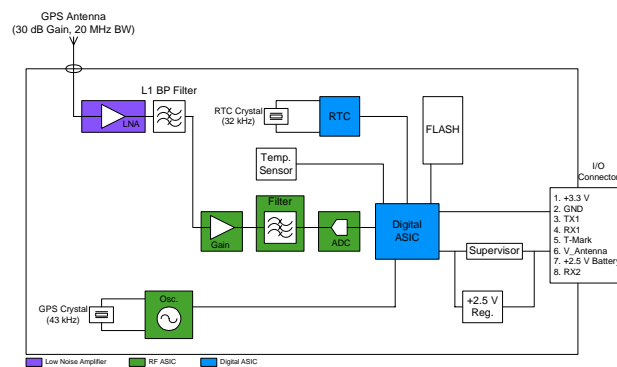 GPS Antenna
(30 dB Gain, 20 MHz BW)
L1 BP Filter
LNA
RTC Crystal
(32 kHz)
RTC
FLASH
Temp.
Sensor
I/O
Connector
Filter
Gain
ADC
Digital
ASIC
1. +3.3 V
2. GND
3. TX1
4. RX1
5. T-Mark
6. V_Antenna
7. +2.5 V Battery
8. RX2
Supervisor
+2.5 V
Reg.
GPS Crystal
(43 kHz)
Osc.
Low Noise Amplifier
RF ASIC
Digital ASIC